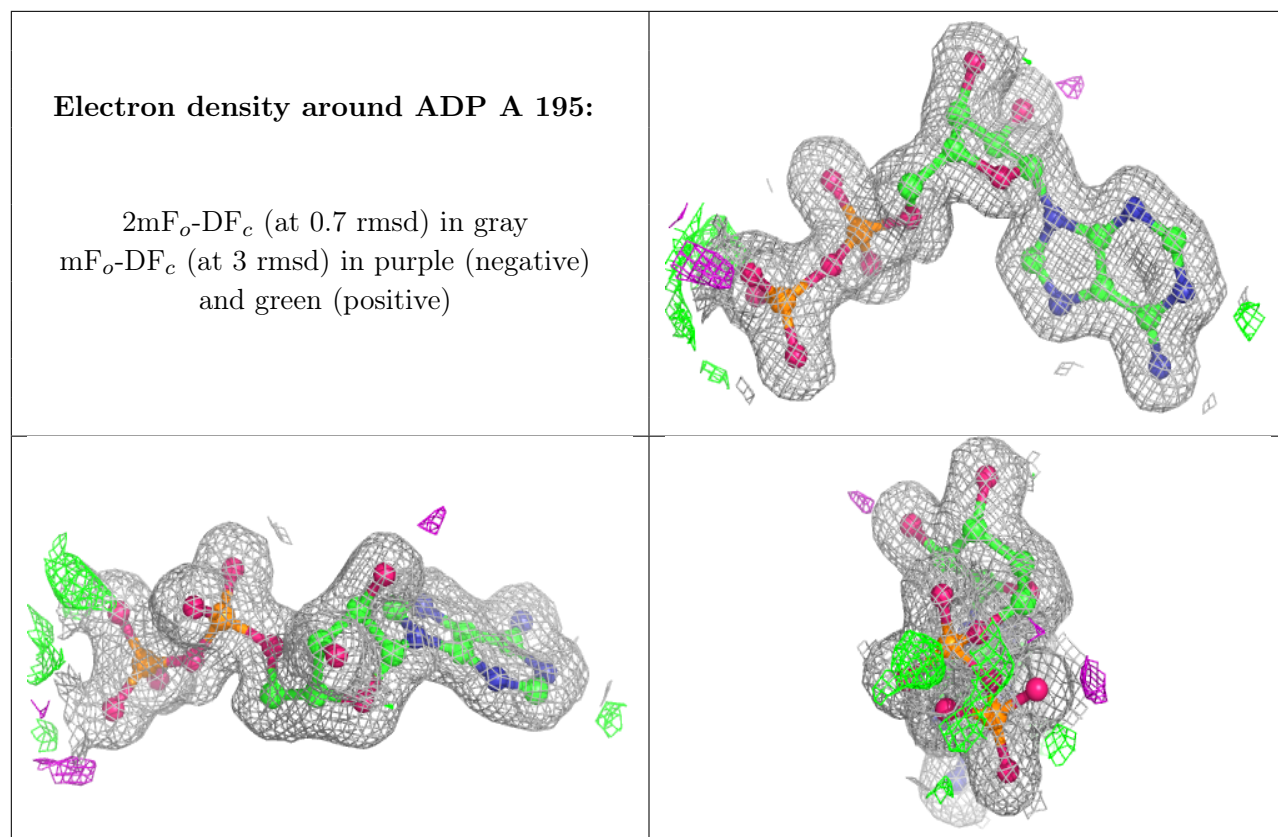 Electron density around ADP A 195:
2mFo-DFc (at 0.7 rmsd) in gray
mFo-DFc (at 3 rmsd) in purple (negative)
and green (positive)